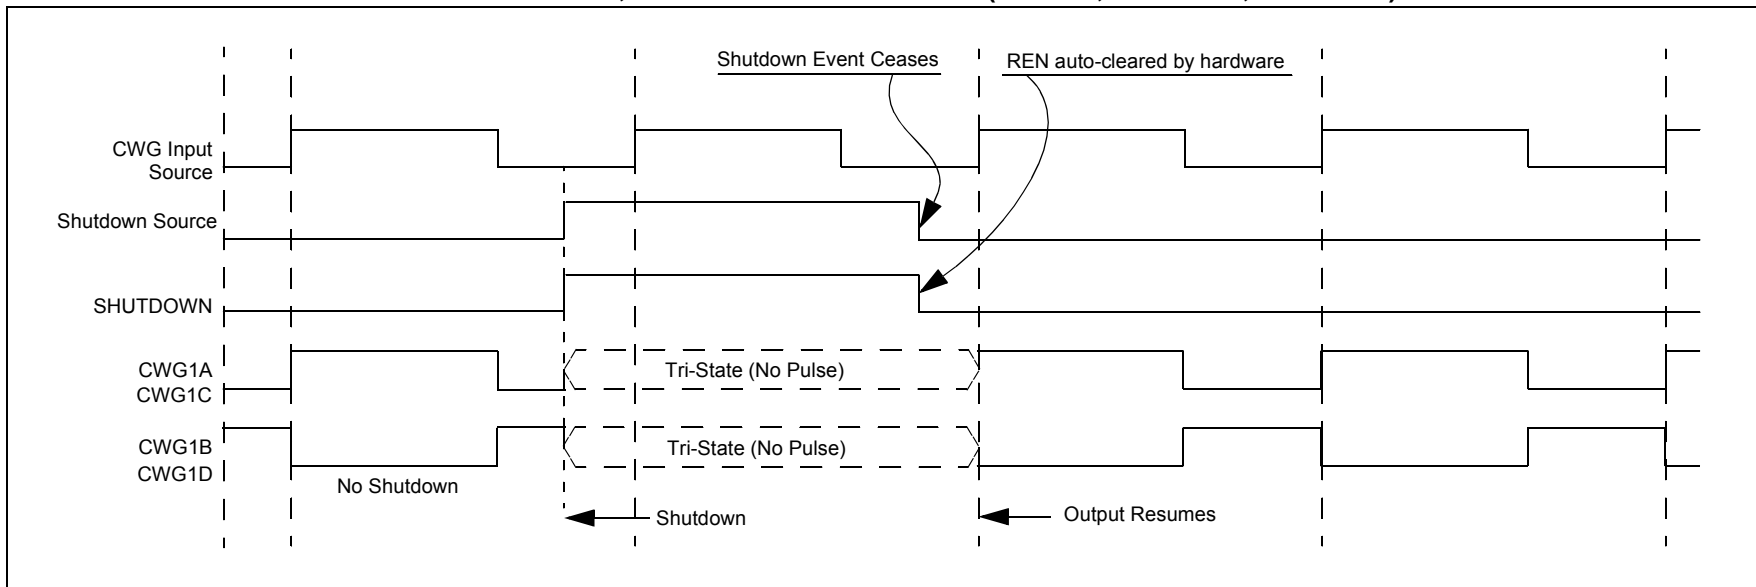 Shutdown Event Ceases
REN auto-cleared by hardware
CWG Input
Source
Shutdown Source
SHUTDOWN
CWG1A
CWG1C
Tri-State (No Pulse)
CWG1B
CWG1D
Tri-State (No Pulse)
No Shutdown
Shutdown
Output Resumes